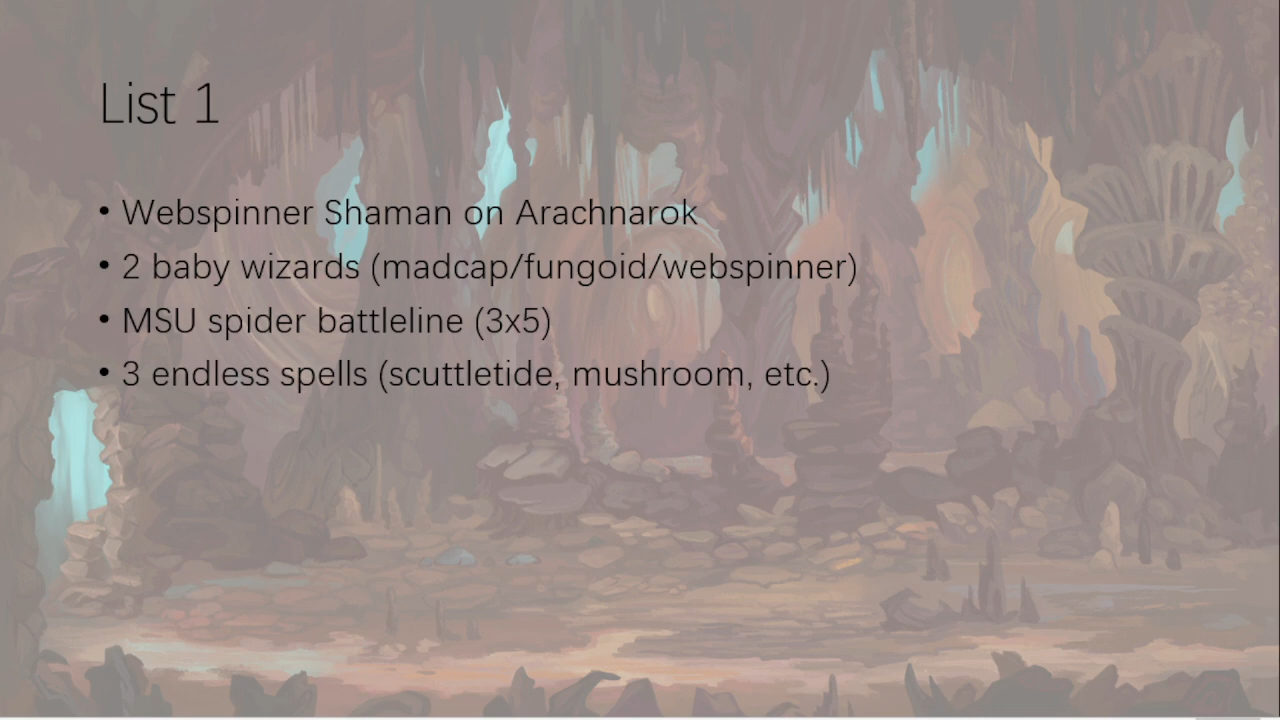 List 1
• Webspinner Shaman on Arachnarok
• 2 baby wizards (madcap/fungoid/webspinner)
• MSU spider battleline (3x5)
• 3 endless spells (scuttletide, mushroom, etc.)